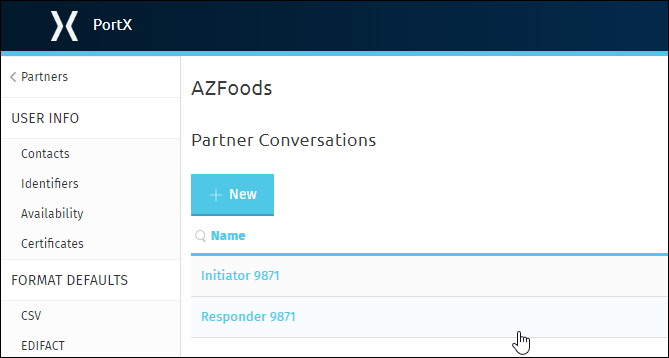 PortX
Partners
USER INFO
Contacts
Identifiers
Availability
Certificates
FORMAT DEFAULTS
CSV
EDIFACT
AZFoods
Partner Conversations
+ New
Name
Initiator 9871
Responder 9871